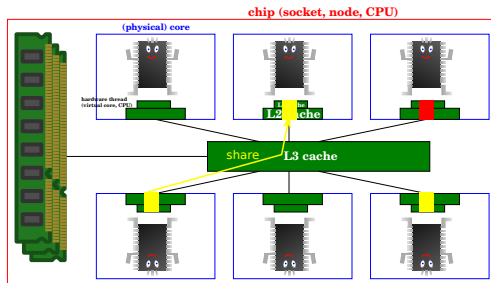 chip (socket, node, CPU)
(physical) core
hardware thread
(virtual core, CPU)
L2 cache
share
L3 cache